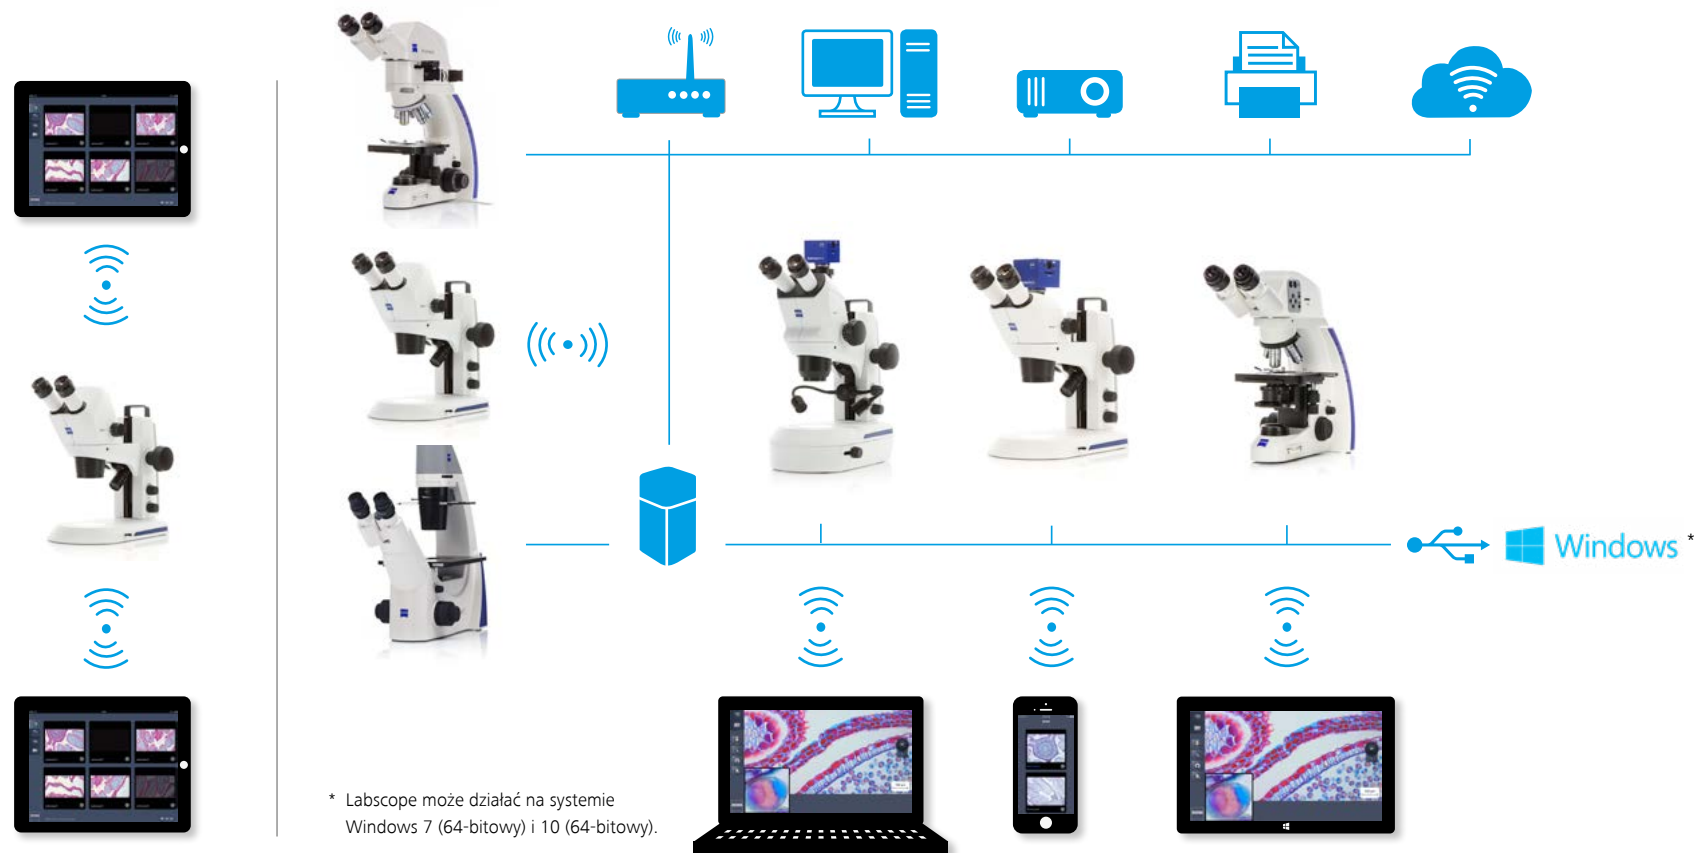 Windows *
* Labscope może działać na systemie
Windows 7 (64-bitowy) i 10 (64-bitowy).